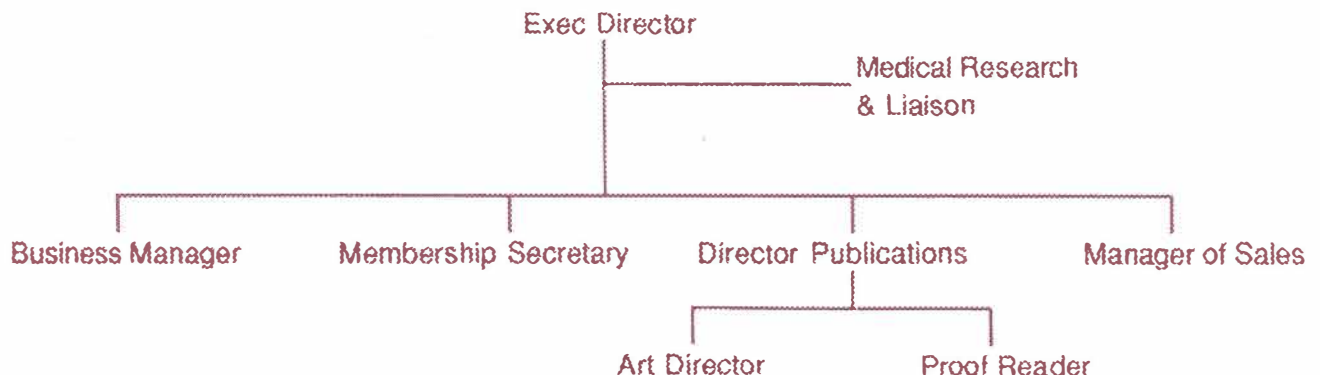 Exec Director
Medical Research
& Liaison
Business Manager
Membership Secretary
Director Publications
Manager of Sales
Art Director
Proof Reader